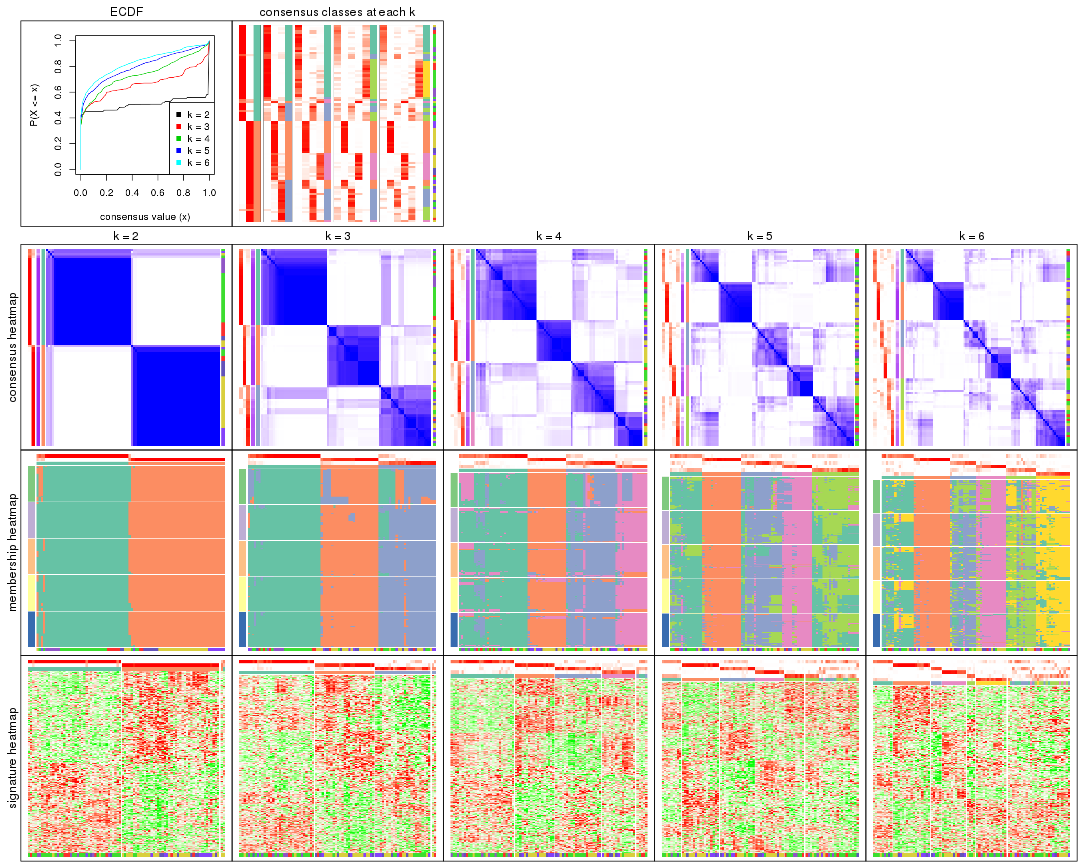 ECDF
consensus classes at each k
P(X <= x)
0.0 0.2 0.4 0.6 0.8 1.0
k = 2
k = 3
k = 4
k = 5
k = 6
0.0 0.2 0.4 0.6 0.8 1.0
consensus value (x)
k = 2
k = 3
k = 4
k = 5
k = 6
consensus heatmap
membership heatmap
signature heatmap